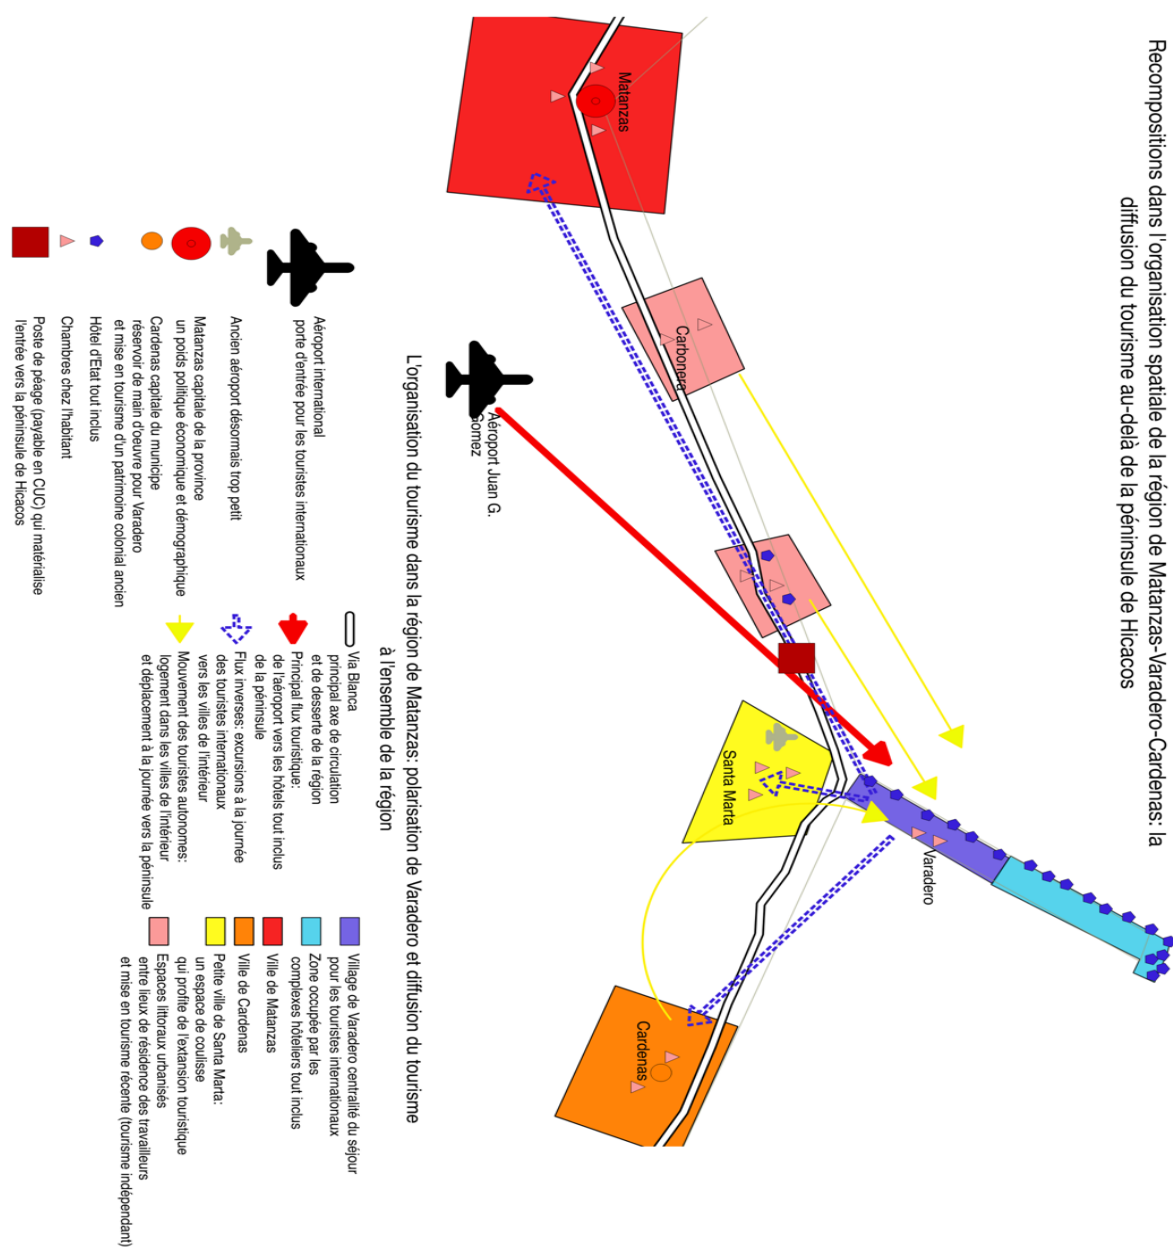 Recompositions dans l'organisation spatiale de la région de Matanzas-Varadero-Cardenas: la
diffusion du tourisme au-delà de la péninsule de Hicacos
Matanzas
Carbonera
Aéroport Juan G.
Gomez
Santa Marta
Varadero
Cardenas
L'organisation du tourisme dans la région de Matanzas: polarisation de Varadero et diffusion du tourisme
à l'ensemble de la région
Aéroport international
porte d'entrée pour les touristes internationaux
Ancien aéroport désormais trop petit
Matanzas capitale de la province
un poids politique économique et démographique
Cardenas capitale du municipe
réservoir de main d'oeuvre pour Varadero
et mise en tourisme d'un patrimoine colonial ancien
Hôtel d'Etat tout inclus
Chambres chez l'habitant
Poste de péage (payable en CUC) qui matérialise
l'entrée vers la péninsule de Hicacos
Via Blanca
principal axe de circulation
et de desserte de la région
Principal flux touristique:
de l'aéroport vers les hôtels tout inclus
de la péninsule
Flux inverses: excursions à la journée
des touristes internationaux
vers les villes de l'intérieur
Mouvement des touristes autonomes:
logement dans les villes de l'intérieur
et déplacement à la journée vers la péninsule
Village de Varadero centralité du séjour
pour les touristes internationaux
Zone occupée par les
complexes hôteliers tout inclus
Ville de Matanzas
Ville de Cardenas
Petite ville de Santa Marta:
un espace de coulisse
qui profite de l'extansion touristique
Espaces littoraux urbanisés
entre lieux de résidence des travailleurs
et mise en tourisme récente (tourisme indépendant)